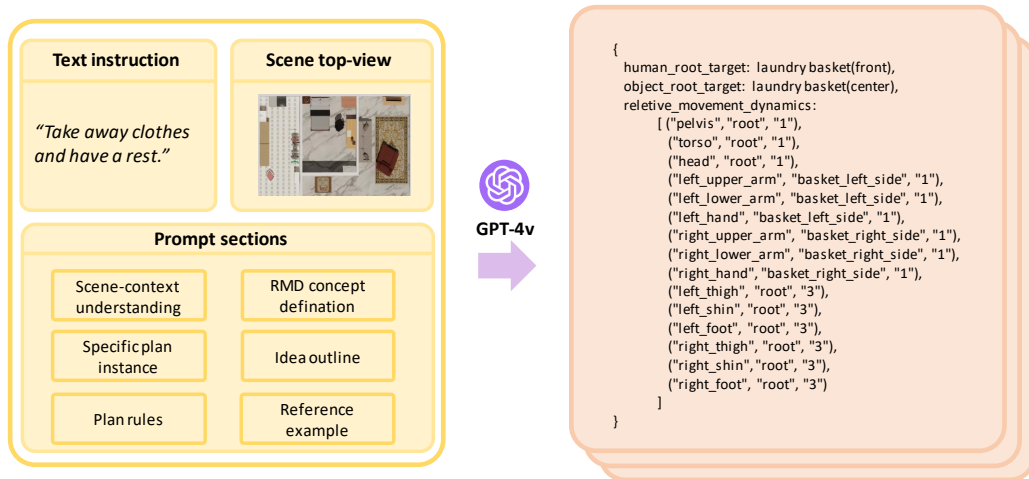 Text instruction
Scene top-view
“Take away clothes
and have a rest.”
Prompt sections
Scene-context
understanding
RMD concept
defination
Specific plan
instance
Idea outline
Plan rules
Reference
example
GPT-4v
{
human_root_target: laundry basket(front),
object_root_target: laundry basket(center),
reletive_movement_dynamics:
[ ("pelvis", "root", "1"),
("torso", "root", "1"),
("head", "root", "1"),
("left_upper_arm", "basket_left_side", "1"),
("left_lower_arm", "basket_left_side", "1"),
("left_hand", "basket_left_side", "1"),
("right_upper_arm", "basket_right_side", "1"),
("right_lower_arm", "basket_right_side", "1"),
("right_hand", "basket_right_side", "1"),
("left_thigh", "root", "3"),
("left_shin", "root", "3"),
("left_foot", "root", "3"),
("right_thigh", "root", "3"),
("right_shin", "root", "3"),
("right_foot", "root", "3")
]
}